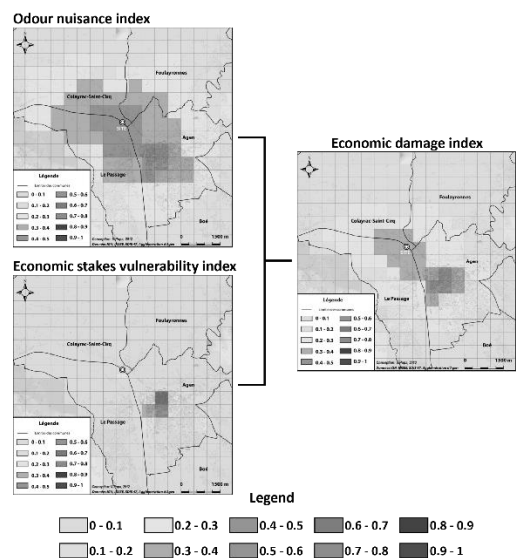 Odour nuisance index
Foulayronnes
Colayrac-Saint-Cirq
SITE
Agen
Le Passage
Boé
Légende
Limite de communes
0 - 0.1
0.1 - 0.2
0.2 - 0.3
0.3 - 0.4
0.4 - 0.5
0.5 - 0.6
0.6 - 0.7
0.7 - 0.8
0.8 - 0.9
0.9 - 1
0 1500 m
Economic stakes vulnerability index
Foulayronnes
Colayrac-Saint-Cirq
Agen
Le Passage
Boé
Légende
0 - 0.1
0.1 - 0.2
0.2 - 0.3
0.3 - 0.4
0.4 - 0.5
0.5 - 0.6
0.6 - 0.7
0.7 - 0.8
0.8 - 0.9
0.9 - 1
0 1500 m
Economic damage index
Foulayronnes
Colayrac-Saint-Cirq
Agen
Le Passage
Boé
Légende
0 - 0.1
0.1 - 0.2
0.2 - 0.3
0.3 - 0.4
0.4 - 0.5
0.5 - 0.6
0.6 - 0.7
0.7 - 0.8
0.8 - 0.9
0.9 - 1
0 1500 m
Legend
0 - 0.1 0.2 - 0.3 0.4 - 0.5 0.6 - 0.7 0.8 - 0.9
0.1 - 0.2 0.3 - 0.4 0.5 - 0.6 0.7 - 0.8 0.9 - 1